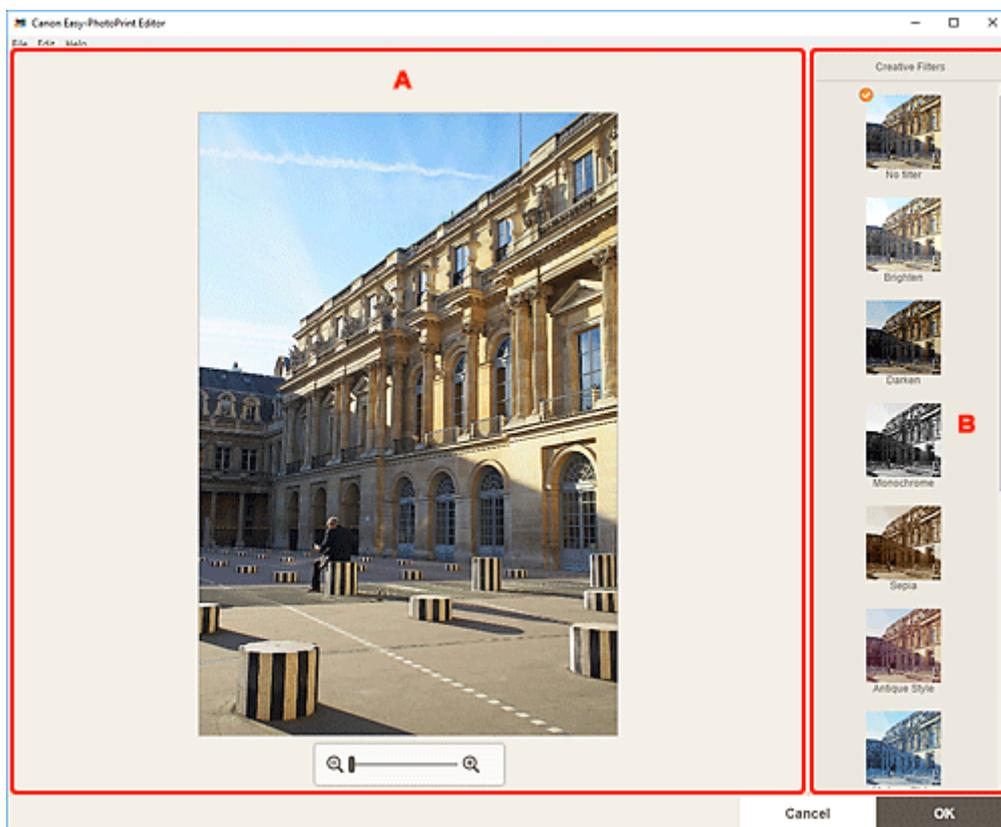 Canon Easy-PhotoPrint Editor
File Edit Help
A
Creative Filters
No filter
Brighten
Darken
Monochrome
B
Sepia
Antique Style
Cancel
OK